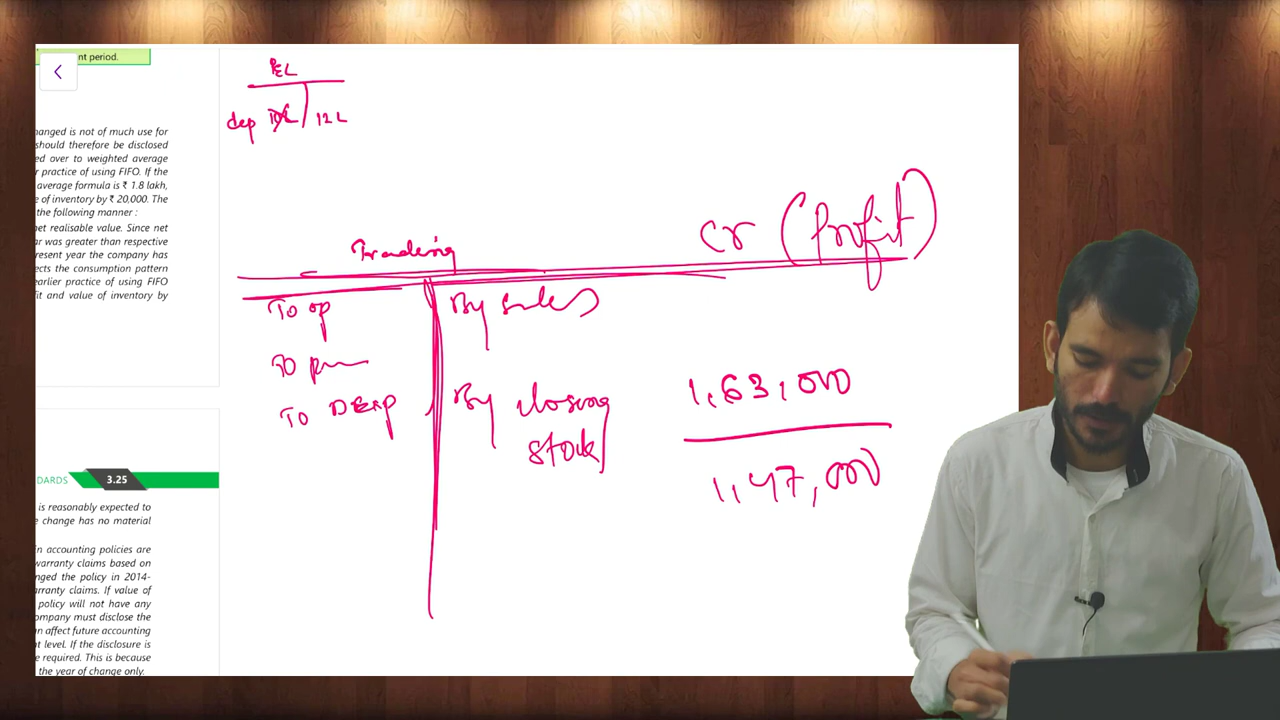 nt period.
hanged is not of much use for
should therefore be disclosed
ed over to weighted average
r practice of using FIFO. If the
average formula is ₹ 1.8 lakh,
e of inventory by ₹ 20,000. The
the following manner :
net realisable value. Since net
ar was greater than respective
resent year the company has
ects the consumption pattern
earlier practice of using FIFO
fit and value of inventory by
DARDS 3.25
is reasonably expected to
e change has no material
in accounting policies are
warranty claims based on
nged the policy in 2014-
arranty claims. If value of
policy will not have any
ompany must disclose the
n affect future accounting
nt level. If the disclosure is
e required. This is because
the year of change only.
dep 12L
Cr (Profit)
Trading
To op By sales
To
To By closing
stock
1,63,000
1,47,000